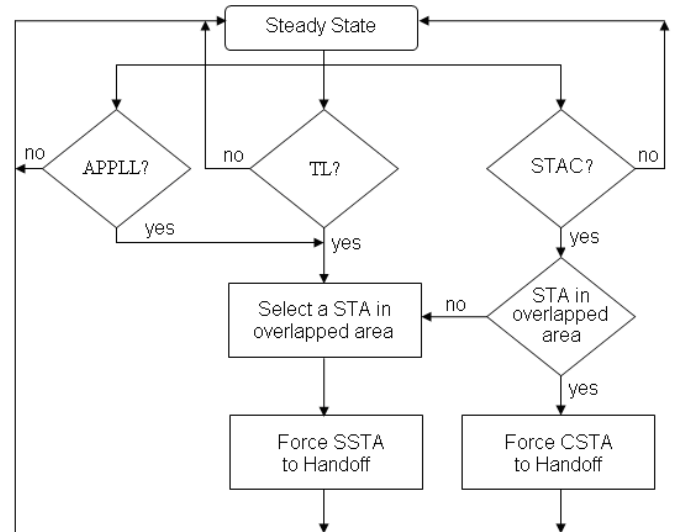 Steady State
no
APPLL?
no
TL?
STAC?
no
yes
yes
yes
Select a STA in
overlapped area
no
STA in
overlapped
area
yes
Force SSTA
to Handoff
Force CSTA
to Handoff